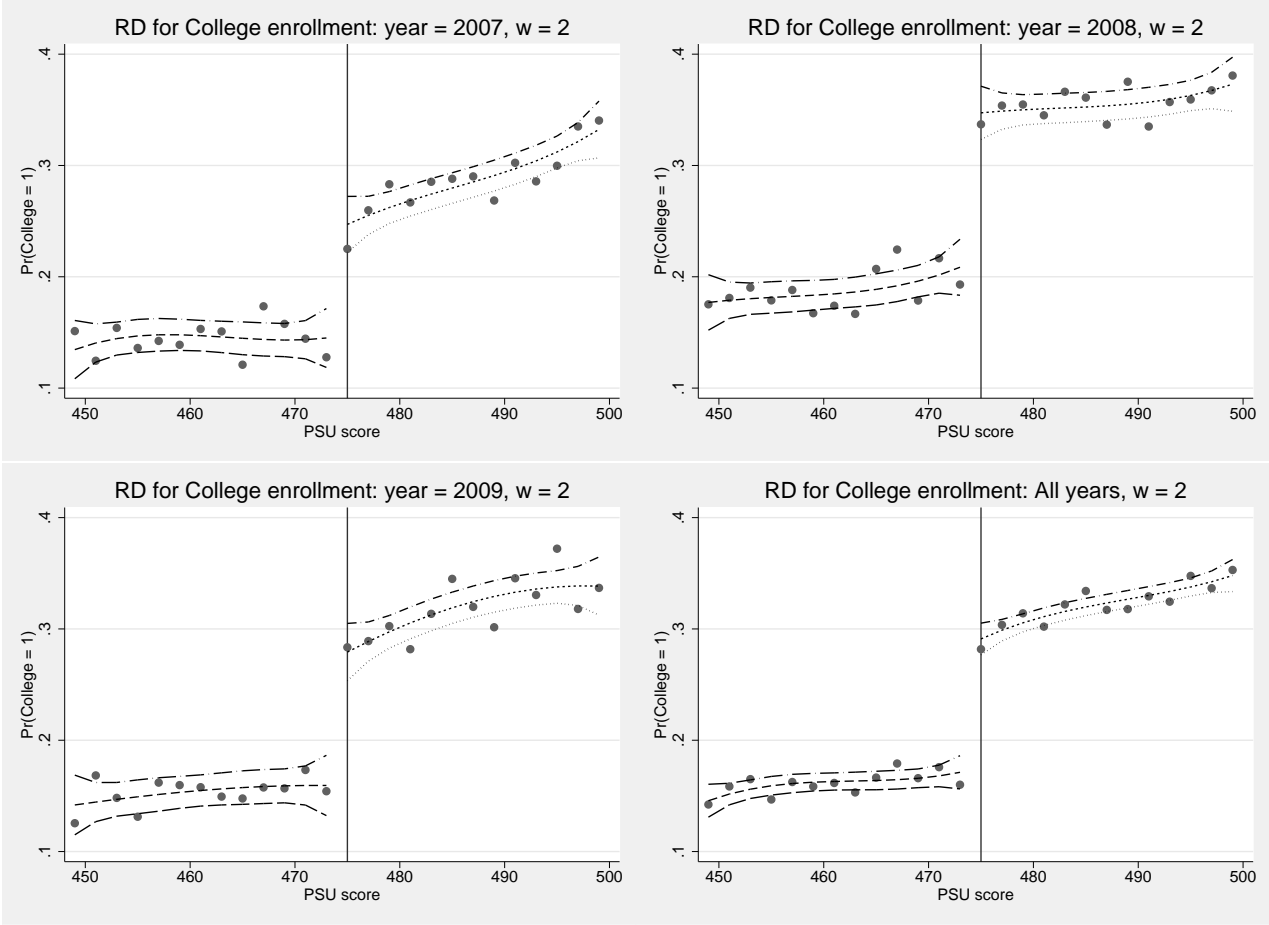 RD for College enrollment: year = 2007, w = 2
Pr(College = 1)
.4
.3
.2
.1
450 460 470 480 490 500
PSU score
RD for College enrollment: year = 2008, w = 2
Pr(College = 1)
.4
.3
.2
.1
450 460 470 480 490 500
PSU score
RD for College enrollment: year = 2009, w = 2
Pr(College = 1)
.4
.3
.2
.1
450 460 470 480 490 500
PSU score
RD for College enrollment: All years, w = 2
Pr(College = 1)
.4
.3
.2
.1
450 460 470 480 490 500
PSU score